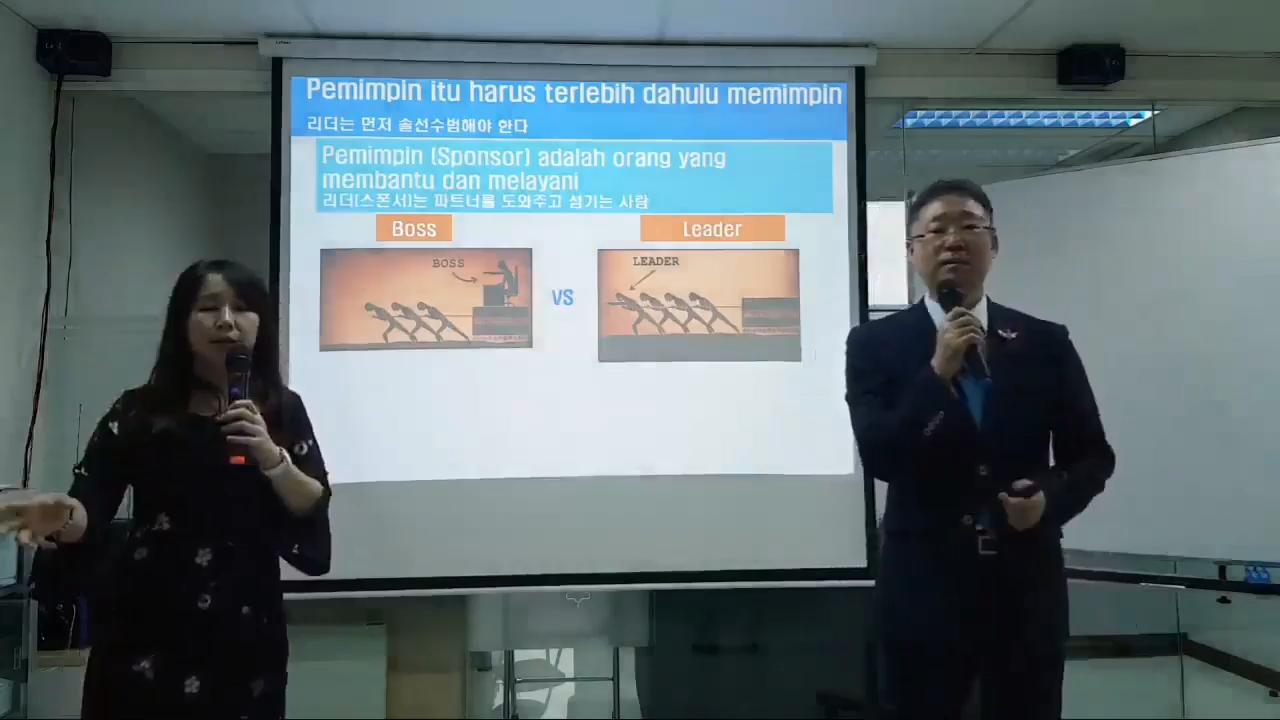 Pemimpin itu harus terlebih dahulu memimpin
리더는 먼저 솔선수범해야 한다
Pemimpin (Sponsor) adalah orang yang
membantu dan melayani
리더(스폰서)는 파트너를 도와주고 섬기는 사람
Boss
Leader
BOSS
LEADER
VS